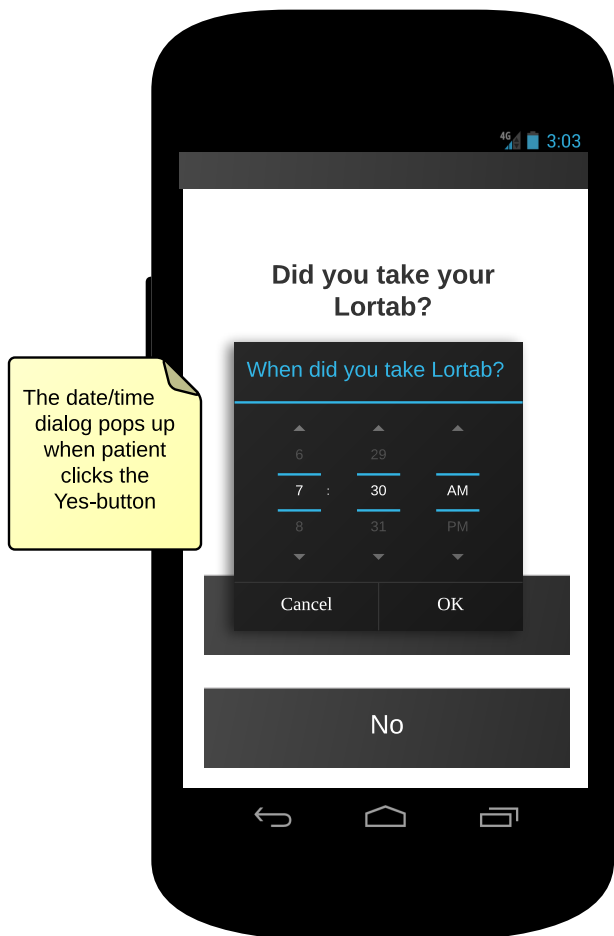 4G 3:03
Did you take your
Lortab?
When did you take Lortab?
6 29
7 : 30 AM
8 31 PM
Cancel OK
No
The date/time
dialog pops up
when patient
clicks the
Yes-button